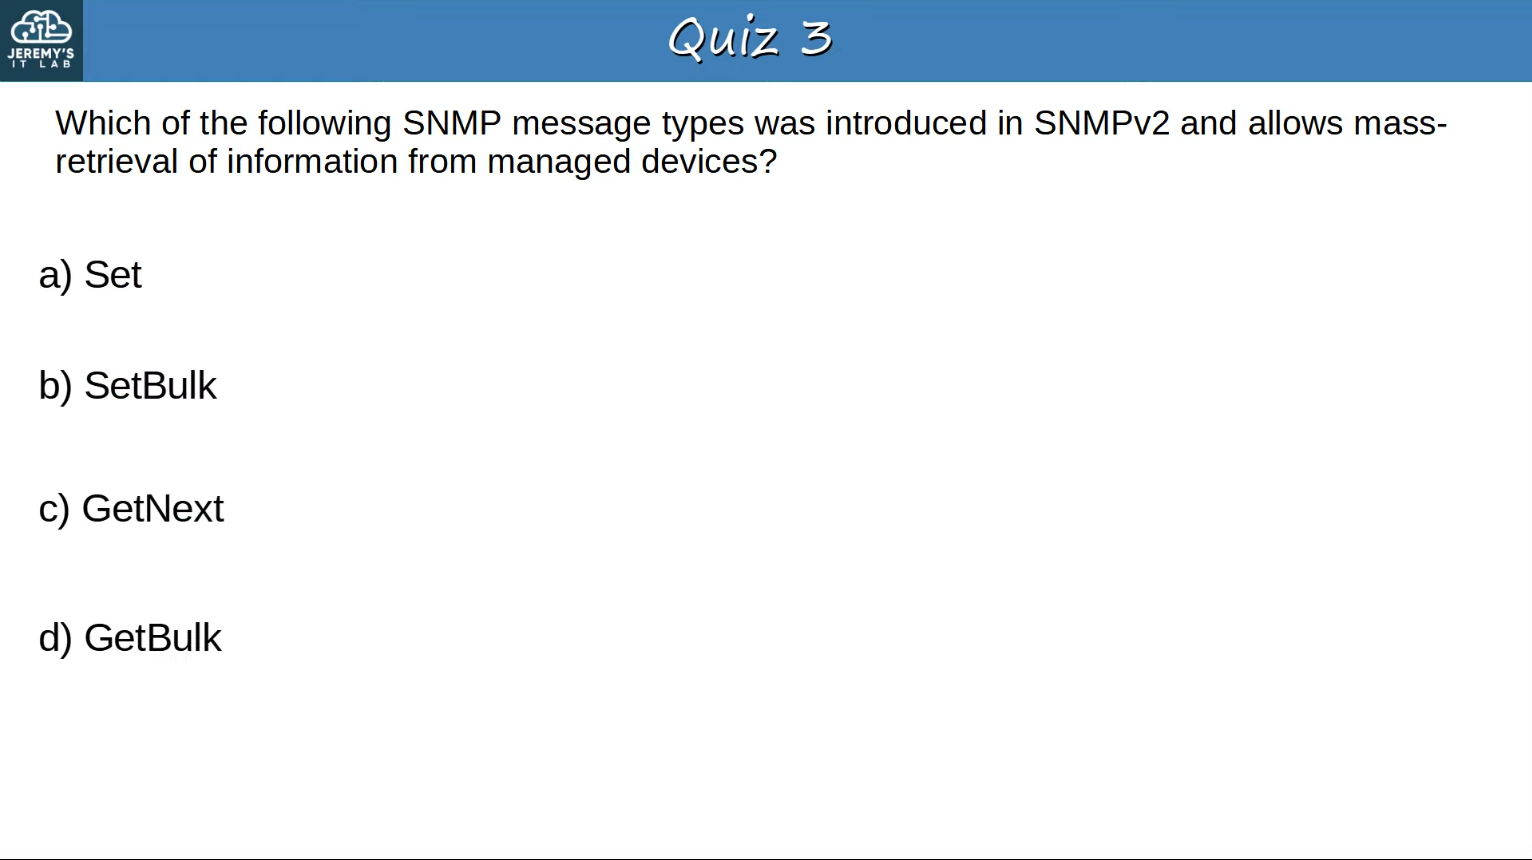 JEREMY'S
IT LAB
Quiz 3
Which of the following SNMP message types was introduced in SNMPv2 and allows mass-
retrieval of information from managed devices?
a) Set
b) SetBulk
c) GetNext
d) GetBulk